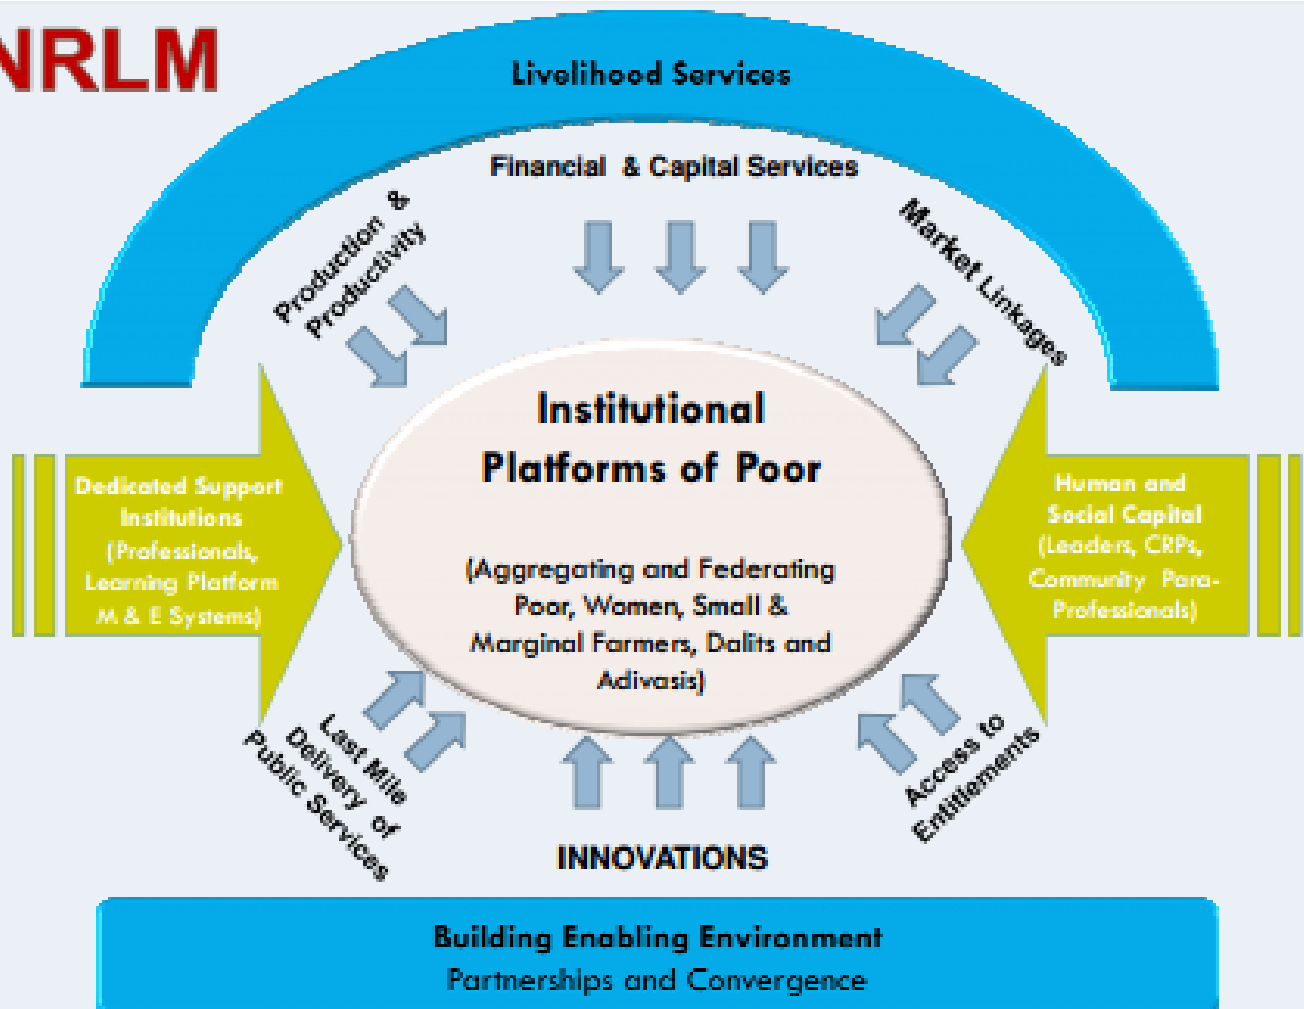 NRLM
Livelihood Services
Financial & Capital Services
Production &
Productivity
Market Linkages
Institutional
Platforms of Poor
(Aggregating and Federating
Poor, Women, Small &
Marginal Farmers, Dalits and
Adivasis)
Dedicated Support
Institutions
(Professionals,
Learning Platform
M & E Systems)
Human and
Social Capital
(Leaders, CRPs,
Community Para-
Professionals)
Last Mile
Delivery of
Public Services
Access to
Entitlements
INNOVATIONS
Building Enabling Environment
Partnerships and Convergence